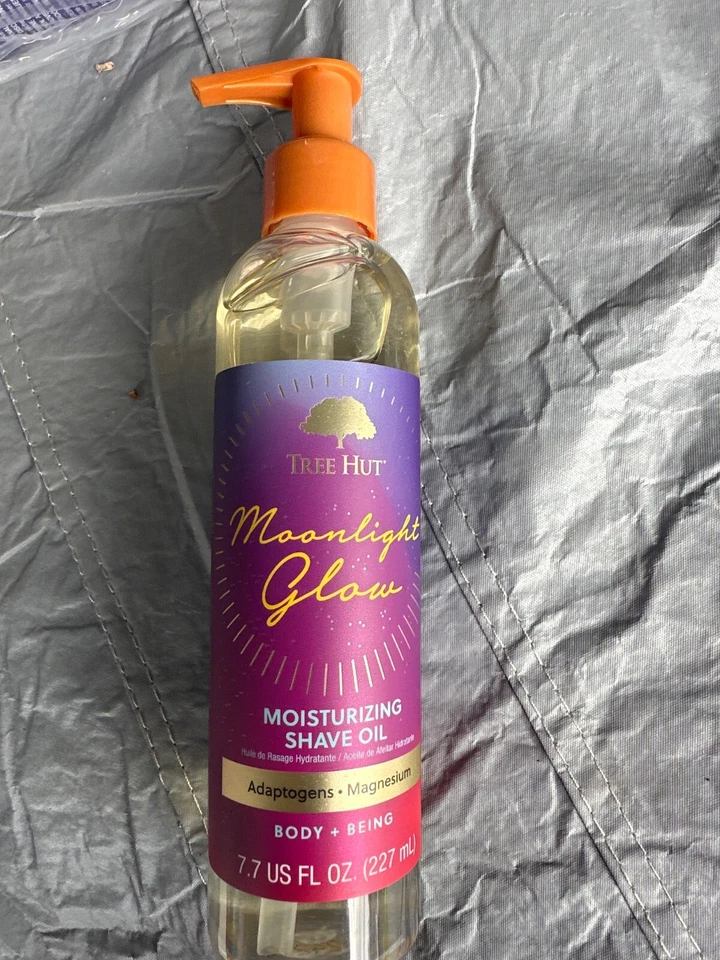 TREE HUT®
Moonlight
Glow
MOISTURIZING
SHAVE OIL
Huile de Rasage Hydratante / Aceite de Afeitar Hidratante
Adaptogens • Magnesium
BODY + BEING
7.7 US FL OZ. (227 mL)